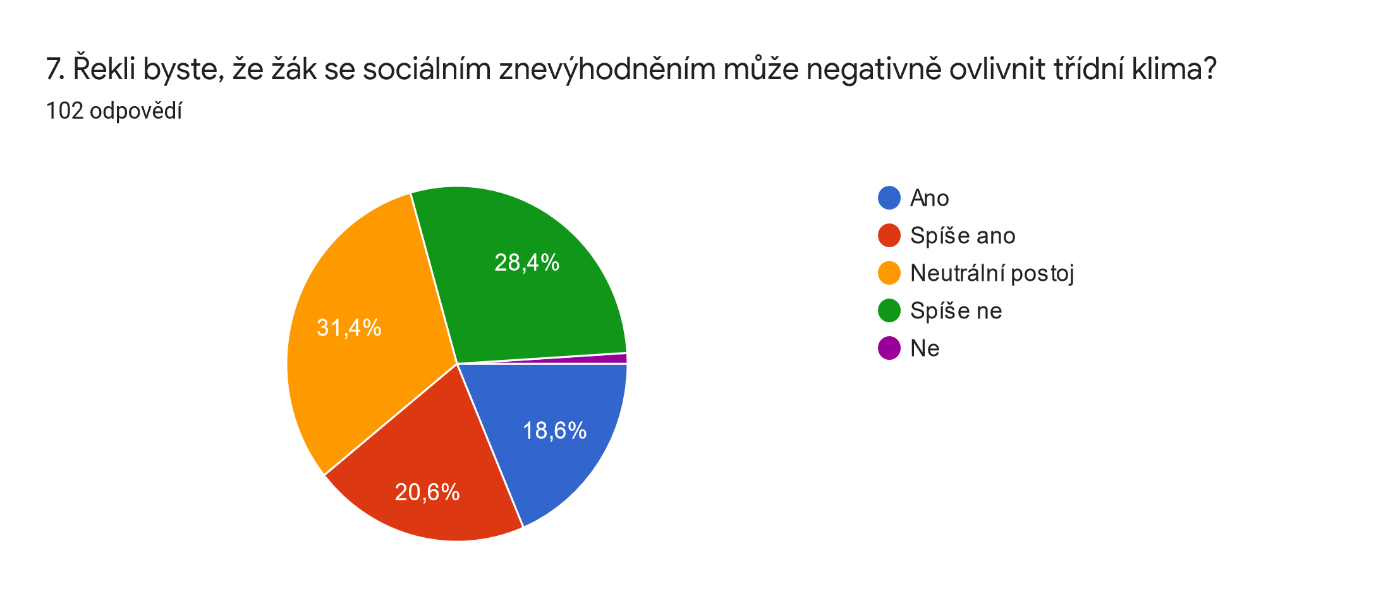 7. Řekli byste, že žák se sociálním znevýhodněním může negativně ovlivnit třídní klima?
102 odpovědí
28,4%
31,4%
18,6%
20,6%
Ano
Spíše ano
Neutrální postoj
Spíše ne
Ne